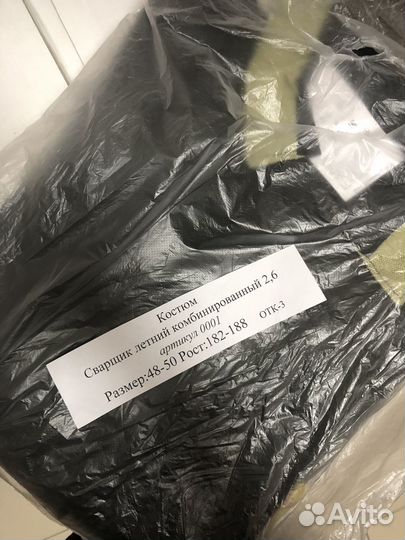 Костюм
Сварщик летний комбинированный 2,6
артикул 0001
Размер:48-50 Рост:182-188 ОТК-3
Avito